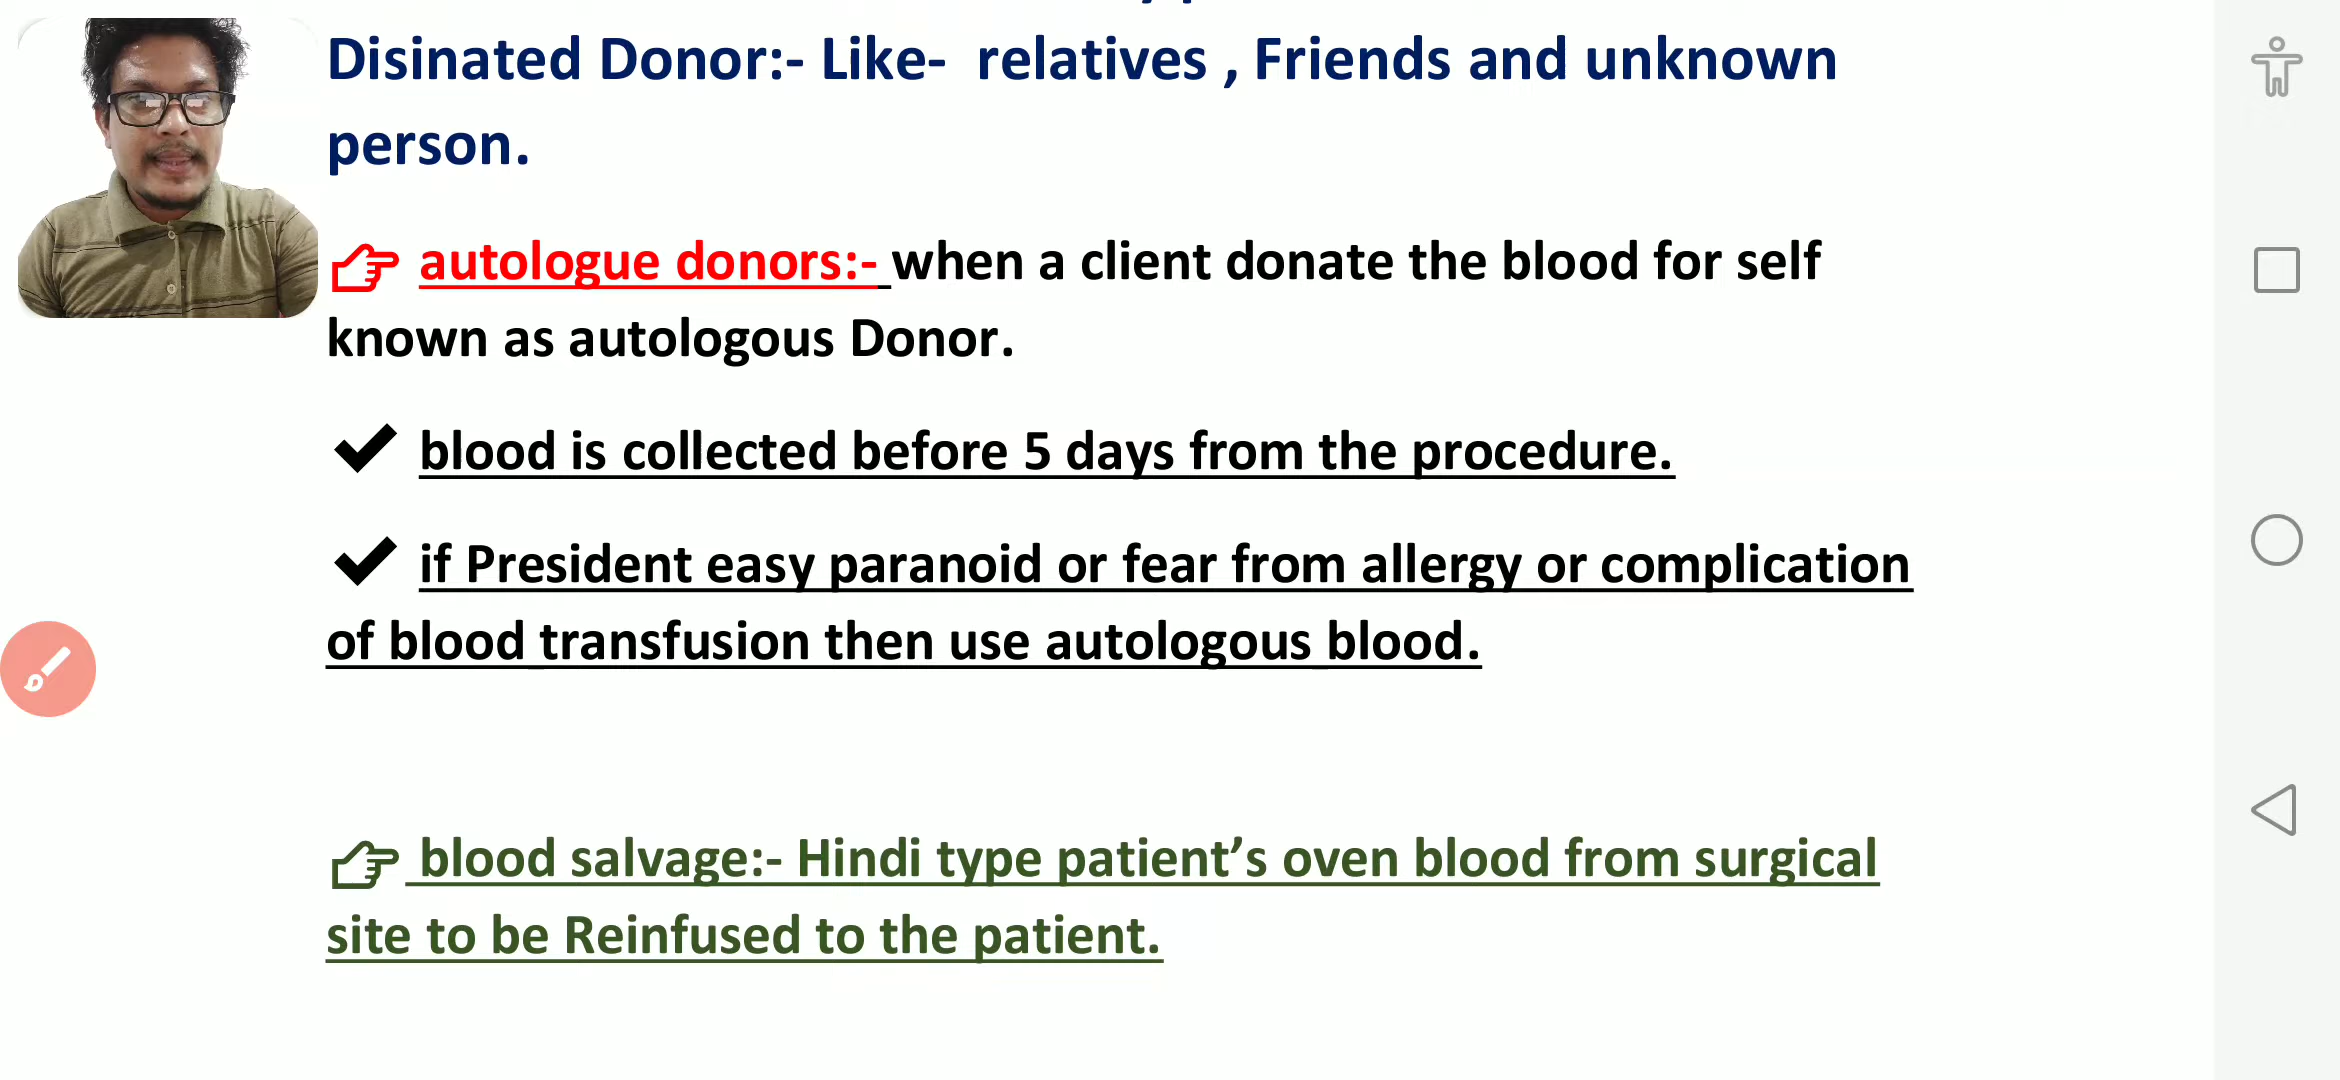 Disinated Donor:- Like- relatives , Friends and unknown
person.
autologue donors:- when a client donate the blood for self
known as autologous Donor.
blood is collected before 5 days from the procedure.
if President easy paranoid or fear from allergy or complication
of blood transfusion then use autologous blood.
blood salvage:- Hindi type patient’s oven blood from surgical
site to be Reinfused to the patient.